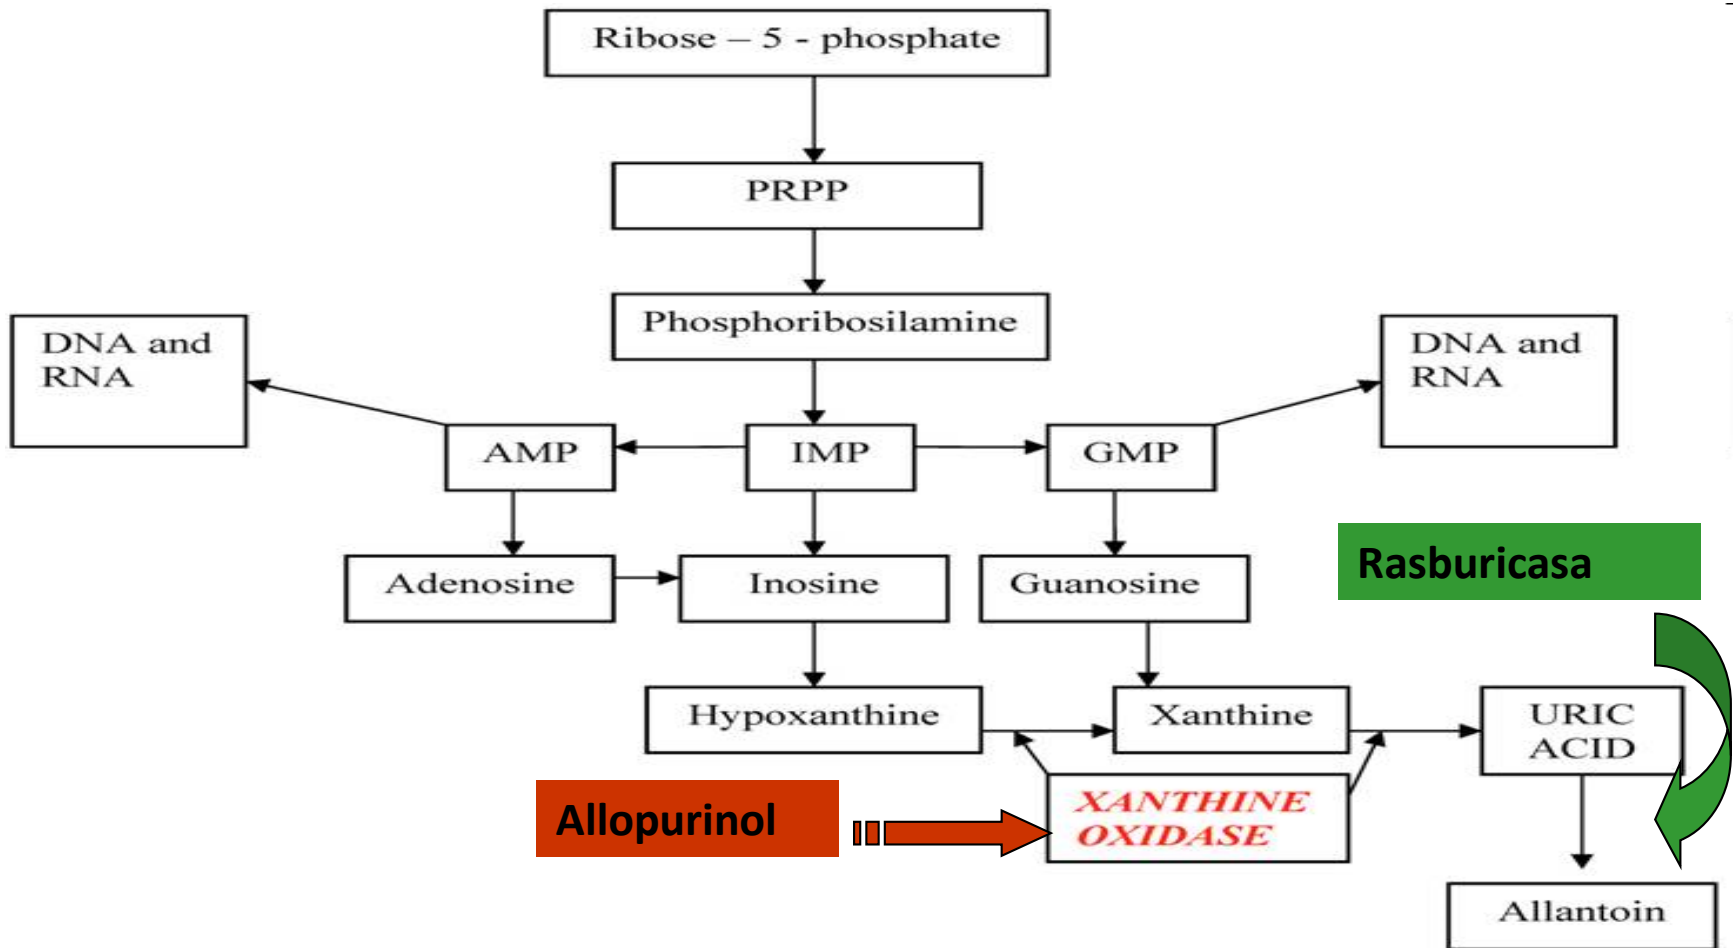 Ribose – 5 - phosphate
PRPP
Phosphoribosilamine
DNA and
RNA
DNA and
RNA
AMP
IMP
GMP
Rasburicasa
Adenosine
Inosine
Guanosine
Hypoxanthine
Xanthine
URIC
ACID
Allopurinol
XANTHINE
OXIDASE
Allantoin